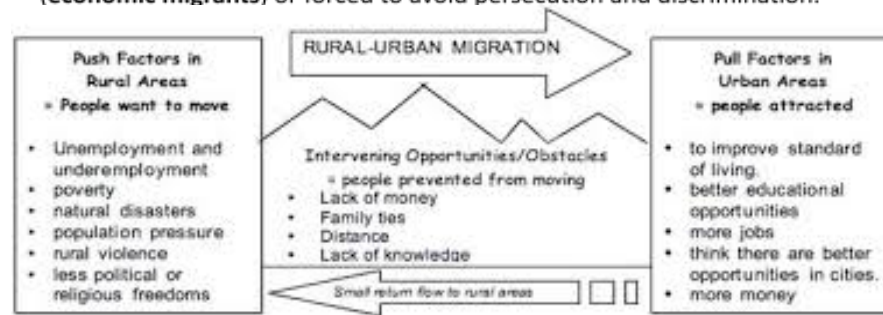 (economic migrants) or forced to avoid persecution and discrimination.
RURAL-URBAN MIGRATION
Push Factors in
Rural Areas
= People want to move
• Unemployment and
underemployment
• poverty
• natural disasters
• population pressure
• rural violence
• less political or
religious freedoms
Intervening Opportunities/Obstacles
= people prevented from moving
• Lack of money
• Family ties
• Distance
• Lack of knowledge
Small return flow to rural areas
Pull Factors in
Urban Areas
= people attracted
• to improve standard
of living.
• better educational
opportunities
• more jobs
• think there are better
opportunities in cities.
• more money